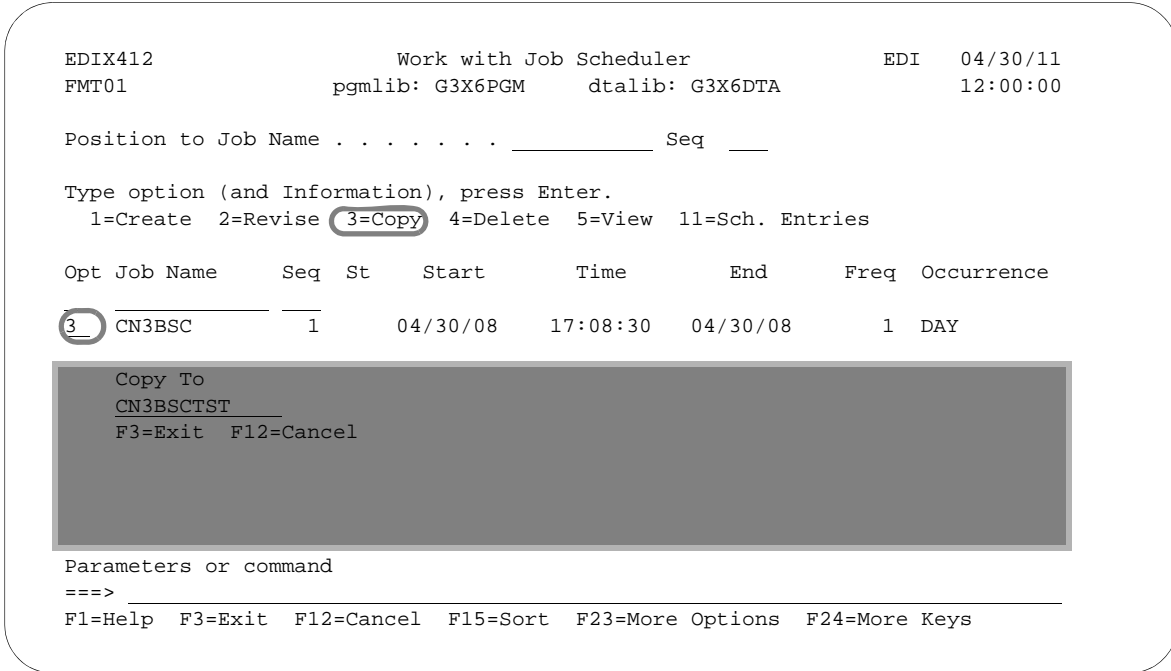 EDIX412 Work with Job Scheduler EDI 04/30/11
FMT01 pgmlib: G3X6PGM dtalib: G3X6DTA 12:00:00
Position to Job Name . . . . . . . Seq
Type option (and Information), press Enter.
1=Create 2=Revise 3=Copy 4=Delete 5=View 11=Sch. Entries
Opt Job Name Seq St Start Time End Freq Occurrence
3 CN3BSC 1 04/30/08 17:08:30 04/30/08 1 DAY
Copy To
CN3BSCTST
F3=Exit F12=Cancel
Parameters or command
===>
F1=Help F3=Exit F12=Cancel F15=Sort F23=More Options F24=More Keys